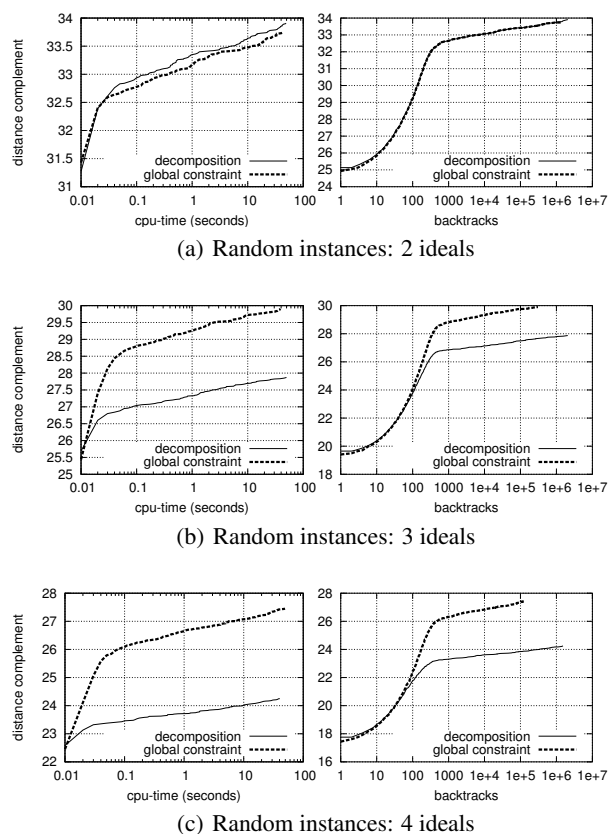 34
33.5
33
32.5
32
31.5
31
distance complement
decomposition
global constraint
0.01 0.1 1 10 100
cpu-time (seconds)
34
33
32
31
30
29
28
27
26
25
24
decomposition
global constraint
1 10 100 1000 1e+4 1e+5 1e+6 1e+7
backtracks
(a) Random instances: 2 ideals
30
29.5
29
28.5
28
27.5
27
26.5
26
25.5
25
distance complement
decomposition
global constraint
0.01 0.1 1 10 100
cpu-time (seconds)
30
28
26
24
22
20
18
decomposition
global constraint
1 10 100 1000 1e+4 1e+5 1e+6 1e+7
backtracks
(b) Random instances: 3 ideals
28
27
26
25
24
23
22
distance complement
decomposition
global constraint
0.01 0.1 1 10 100
cpu-time (seconds)
28
26
24
22
20
18
16
decomposition
global constraint
1 10 100 1000 1e+4 1e+5 1e+6 1e+7
backtracks
(c) Random instances: 4 ideals